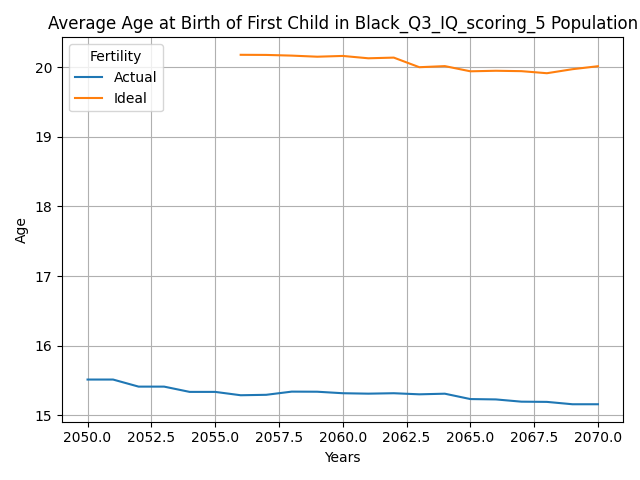 Average Age at Birth of First Child in Black_Q3_IQ_scoring_5 Population
Fertility
Actual
Ideal
Age
20
19
18
17
16
15
2050.0 2052.5 2055.0 2057.5 2060.0 2062.5 2065.0 2067.5 2070.0
Years